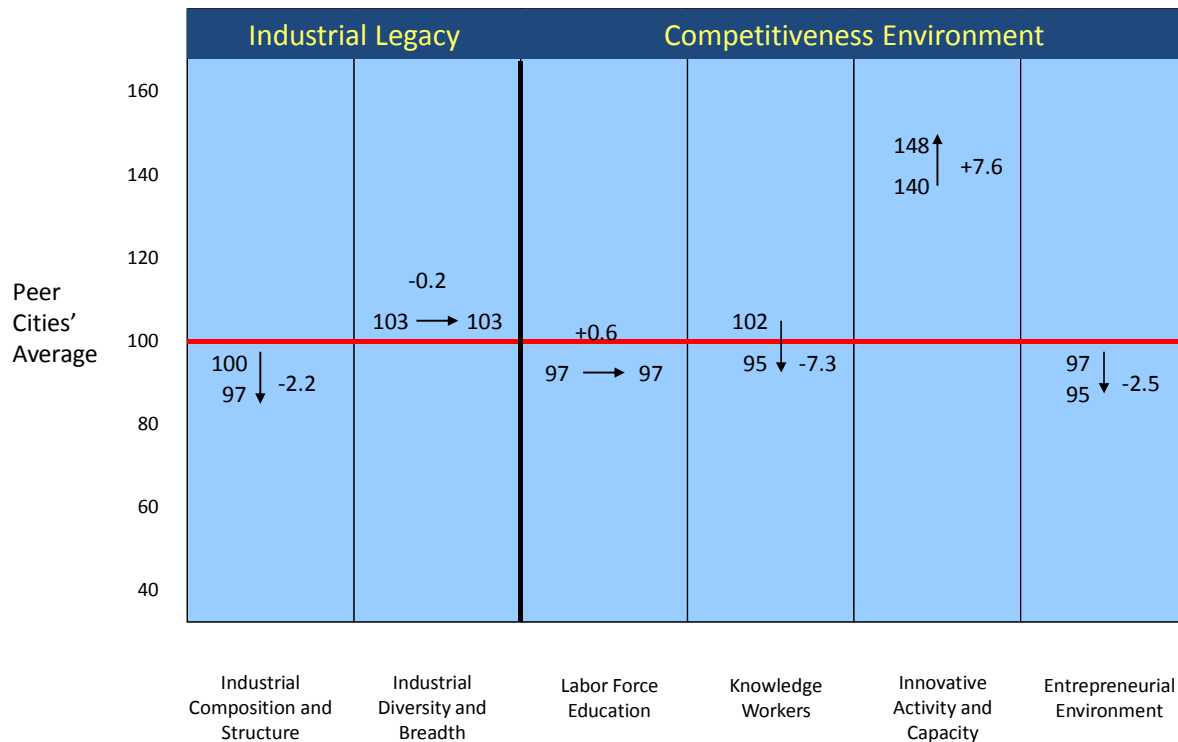 Industrial Legacy
Competitiveness Environment
160
140
120
100
80
60
40
Peer
Cities'
Average
100
97
-2.2
-0.2
103
103
+0.6
97
97
102
95
-7.3
148
140
+7.6
97
95
-2.5
Industrial
Composition and
Structure
Industrial
Diversity and
Breadth
Labor Force
Education
Knowledge
Workers
Innovative
Activity and
Capacity
Entrepreneurial
Environment